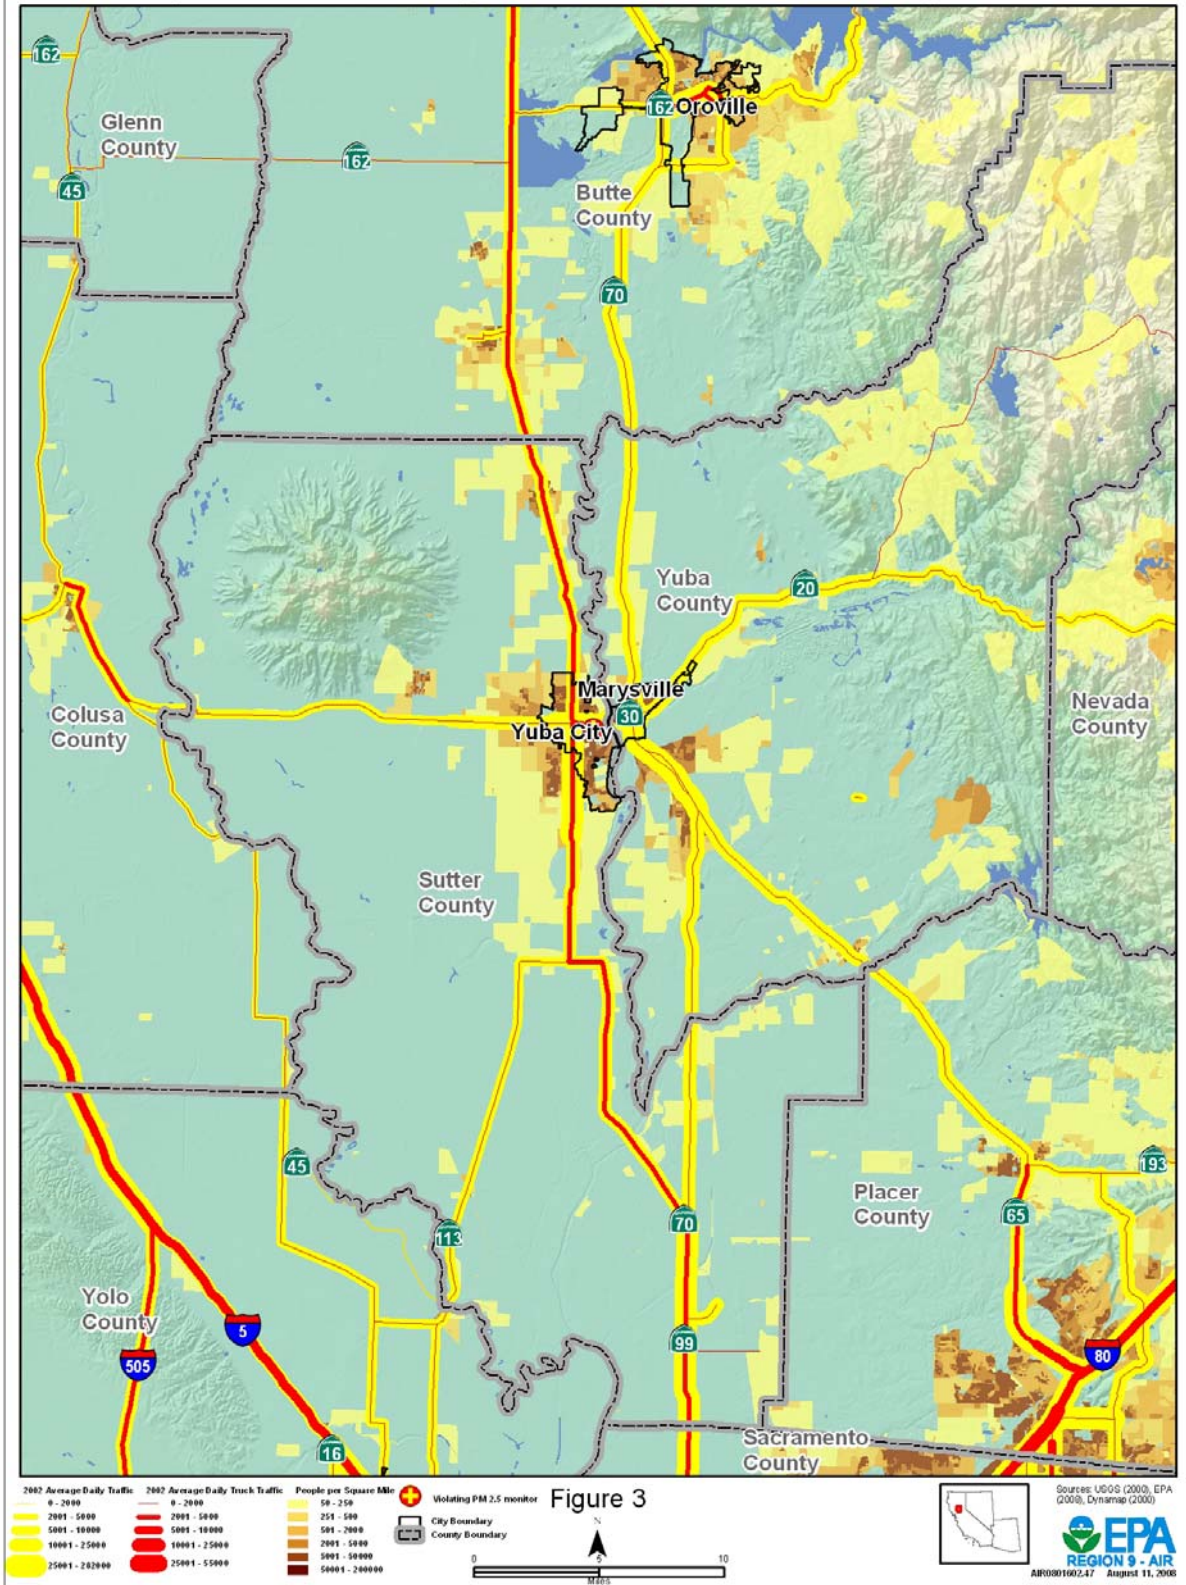 162
Glenn
County
162
45
162
Oroville
Butte
County
70
Yuba
County
20
Marysville
30
Yuba City
Colusa
County
Nevada
County
Sutter
County
45
113
70
Placer
County
193
65
Yolo
County
5
505
99
80
16
Sacramento
County
2002 Average Daily Traffic
0 - 2000
2001 - 5000
5001 - 10000
10001 - 25000
25001 - 202000
2002 Average Daily Truck Traffic
0 - 2000
2001 - 5000
5001 - 10000
10001 - 25000
25001 - 55000
People per Square Mile
50 - 250
251 - 500
501 - 2000
2001 - 5000
5001 - 50000
50001 - 200000
Violating PM 2.5 monitor
City Boundary
County Boundary
Figure 3
N
0 5 10
Miles
Sources: USGS (2000), EPA
(2008), Dynamap (2000)
EPA
REGION 9 - AIR
AIR0801602.47 August 11, 2008